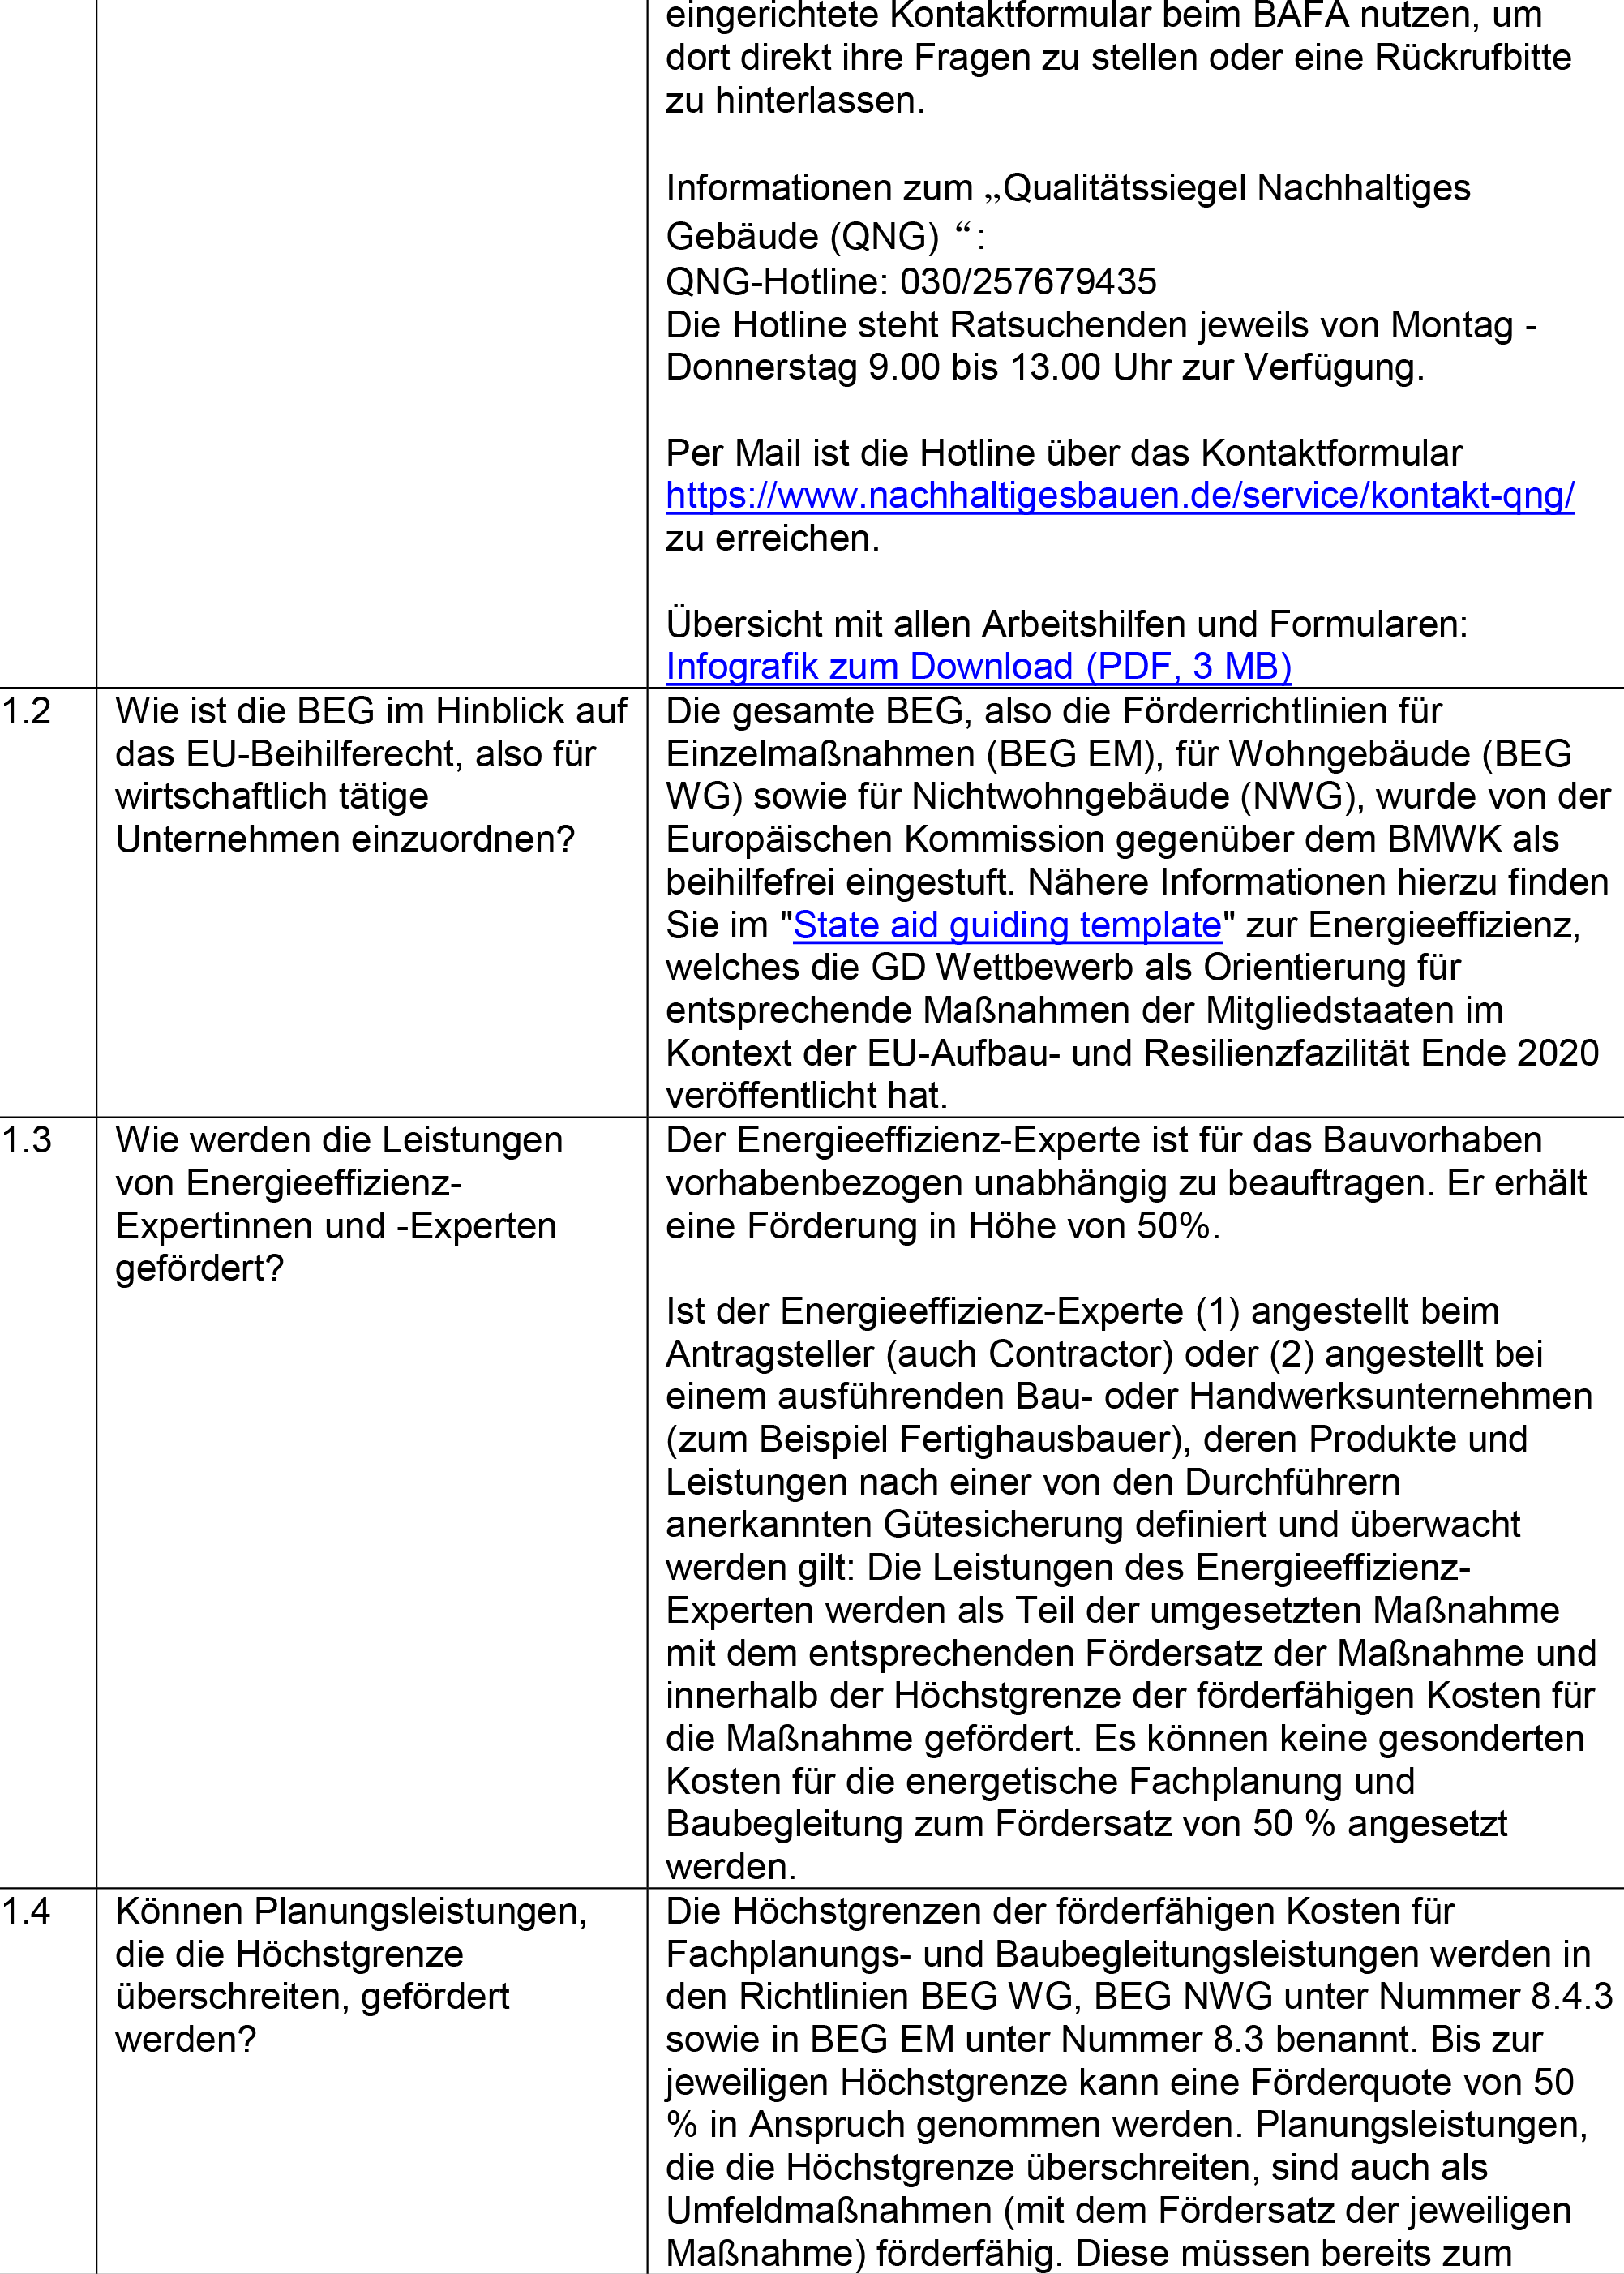 eingerichtete Kontaktformular beim BAFA nutzen, um
dort direkt ihre Fragen zu stellen oder eine Rückrufbitte
zu hinterlassen.
Informationen zum „Qualitätssiegel Nachhaltiges
Gebäude (QNG) “:
QNG-Hotline: 030/257679435
Die Hotline steht Ratsuchenden jeweils von Montag -
Donnerstag 9.00 bis 13.00 Uhr zur Verfügung.
Per Mail ist die Hotline über das Kontaktformular
https://www.nachhaltigesbauen.de/service/kontakt-qng/
zu erreichen.
Übersicht mit allen Arbeitshilfen und Formularen:
Infografik zum Download (PDF, 3 MB)
1.2
Wie ist die BEG im Hinblick auf
das EU-Beihilferecht, also für
wirtschaftlich tätige
Unternehmen einzuordnen?
Die gesamte BEG, also die Förderrichtlinien für
Einzelmaßnahmen (BEG EM), für Wohngebäude (BEG
WG) sowie für Nichtwohngebäude (NWG), wurde von der
Europäischen Kommission gegenüber dem BMWK als
beihilfefrei eingestuft. Nähere Informationen hierzu finden
Sie im "State aid guiding template" zur Energieeffizienz,
welches die GD Wettbewerb als Orientierung für
entsprechende Maßnahmen der Mitgliedstaaten im
Kontext der EU-Aufbau- und Resilienzfazilität Ende 2020
veröffentlicht hat.
1.3
Wie werden die Leistungen
von Energieeffizienz-
Expertinnen und -Experten
gefördert?
Der Energieeffizienz-Experte ist für das Bauvorhaben
vorhabenbezogen unabhängig zu beauftragen. Er erhält
eine Förderung in Höhe von 50%.
Ist der Energieeffizienz-Experte (1) angestellt beim
Antragsteller (auch Contractor) oder (2) angestellt bei
einem ausführenden Bau- oder Handwerksunternehmen
(zum Beispiel Fertighausbauer), deren Produkte und
Leistungen nach einer von den Durchführern
anerkannten Gütesicherung definiert und überwacht
werden gilt: Die Leistungen des Energieeffizienz-
Experten werden als Teil der umgesetzten Maßnahme
mit dem entsprechenden Fördersatz der Maßnahme und
innerhalb der Höchstgrenze der förderfähigen Kosten für
die Maßnahme gefördert. Es können keine gesonderten
Kosten für die energetische Fachplanung und
Baubegleitung zum Fördersatz von 50 % angesetzt
werden.
1.4
Können Planungsleistungen,
die die Höchstgrenze
überschreiten, gefördert
werden?
Die Höchstgrenzen der förderfähigen Kosten für
Fachplanungs- und Baubegleitungsleistungen werden in
den Richtlinien BEG WG, BEG NWG unter Nummer 8.4.3
sowie in BEG EM unter Nummer 8.3 benannt. Bis zur
jeweiligen Höchstgrenze kann eine Förderquote von 50
% in Anspruch genommen werden. Planungsleistungen,
die die Höchstgrenze überschreiten, sind auch als
Umfeldmaßnahmen (mit dem Fördersatz der jeweiligen
Maßnahme) förderfähig. Diese müssen bereits zum